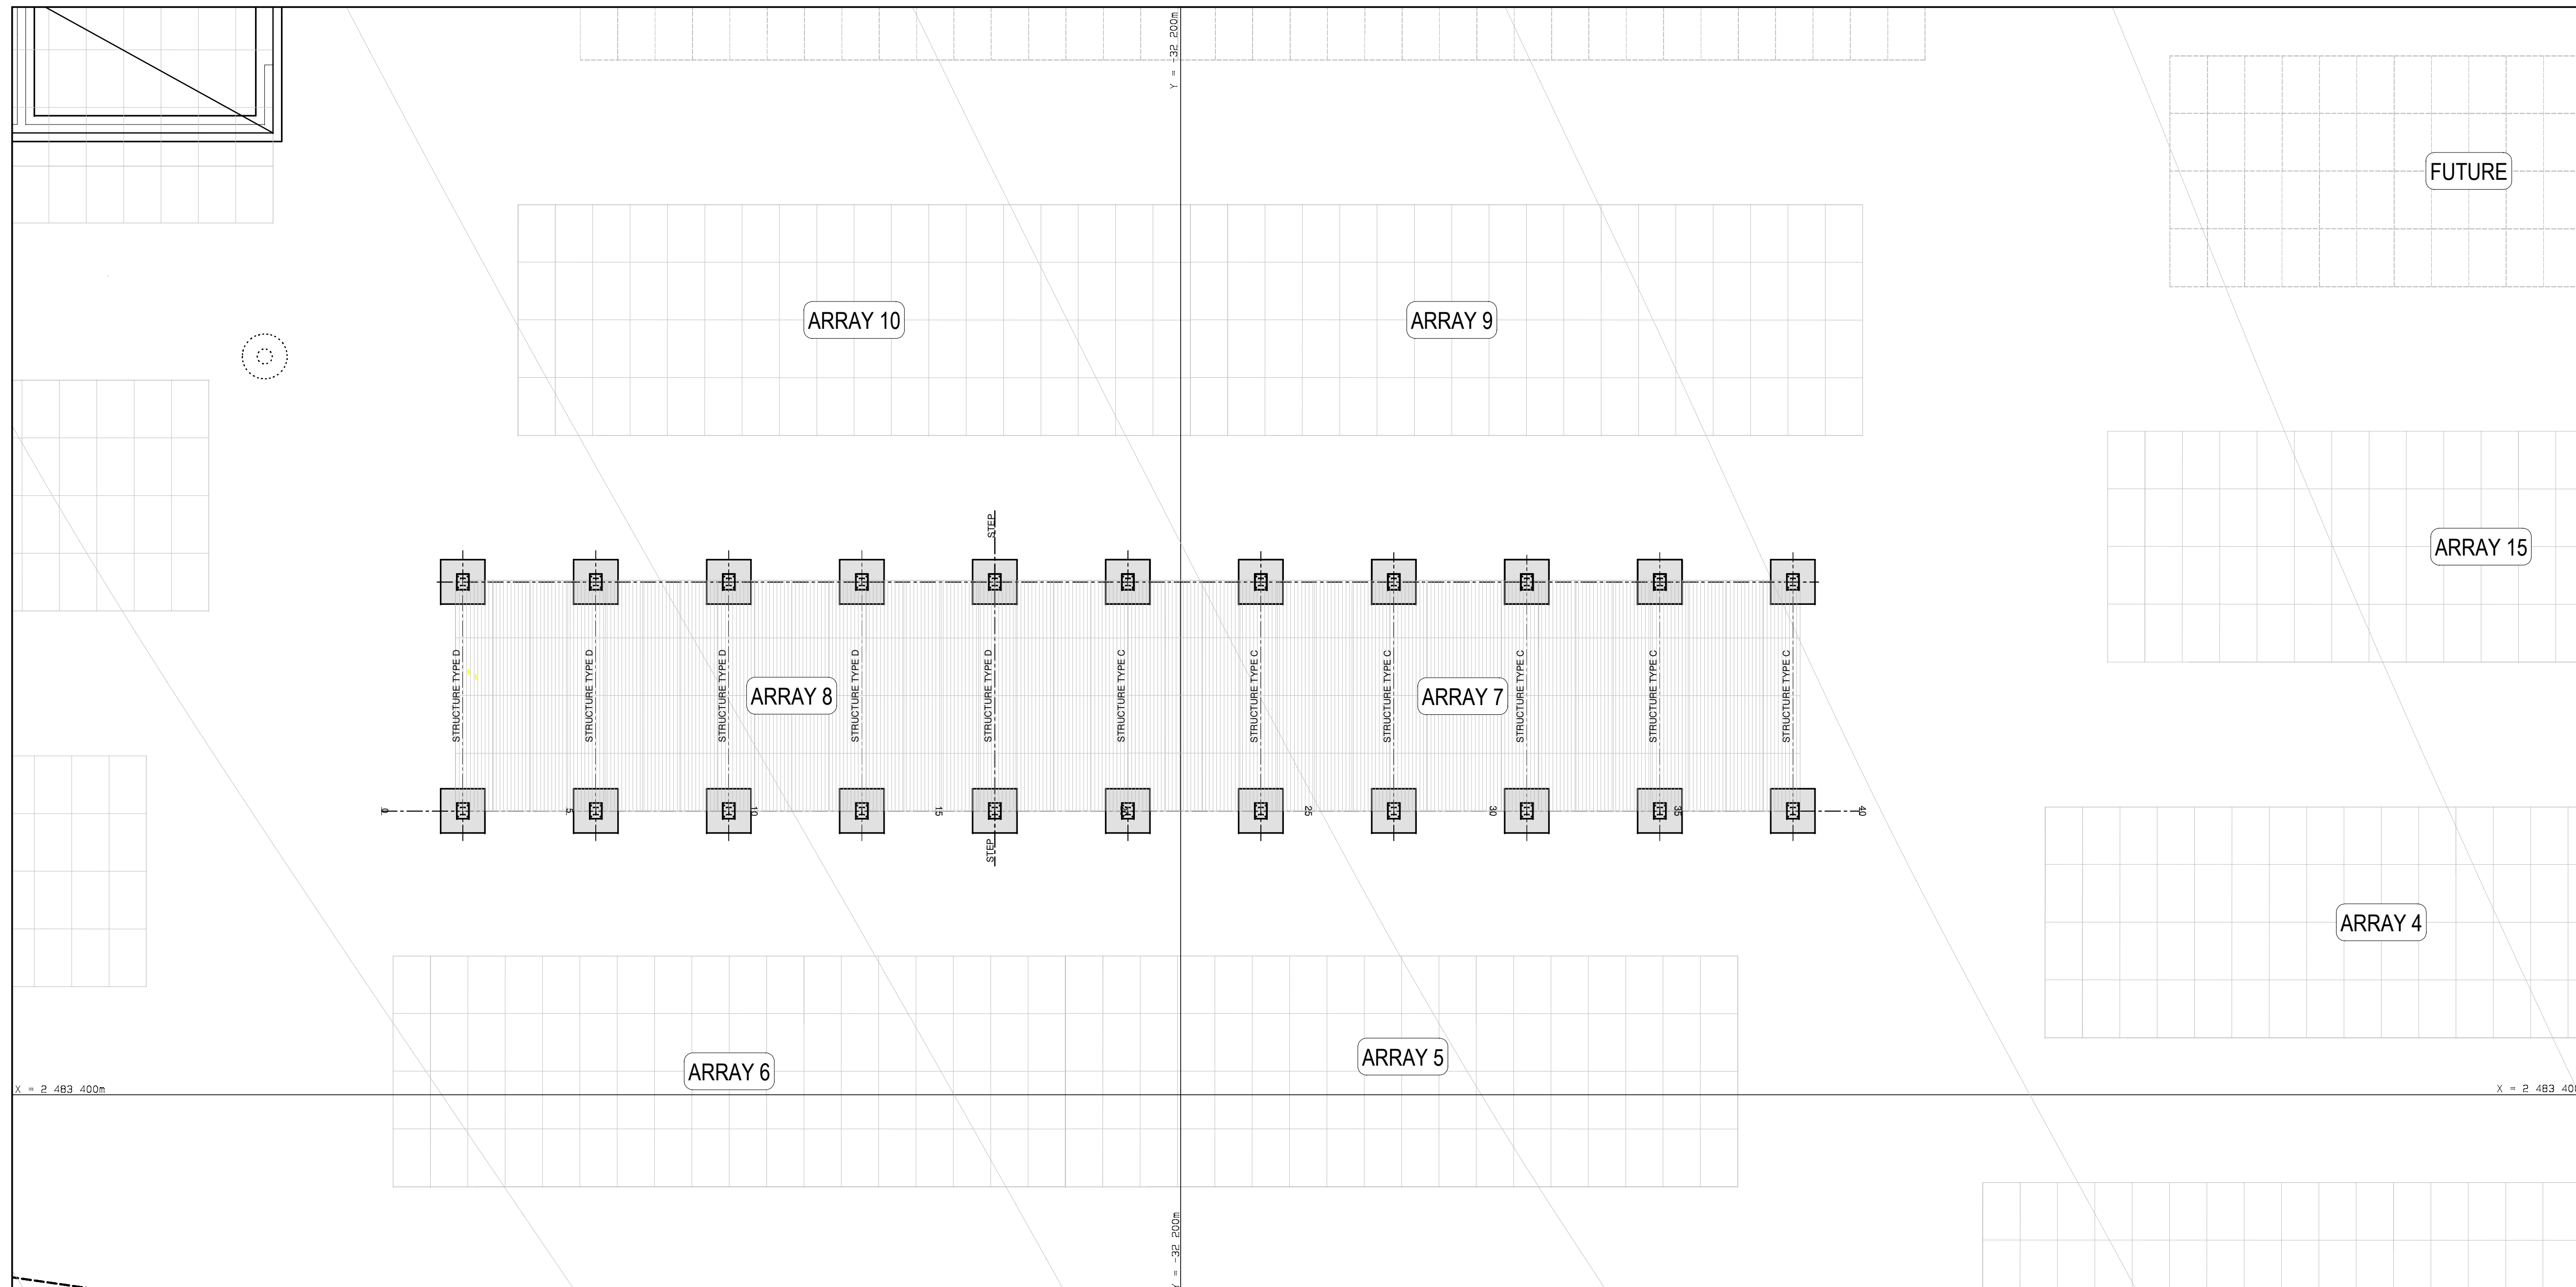 Y = -32 200m
FUTURE
ARRAY 10
ARRAY 9
STEP
ARRAY 15
STRUCTURE TYPE D
STRUCTURE TYPE D
STRUCTURE TYPE D
STRUCTURE TYPE D
STRUCTURE TYPE D
STRUCTURE TYPE C
STRUCTURE TYPE C
STRUCTURE TYPE C
STRUCTURE TYPE C
STRUCTURE TYPE C
STRUCTURE TYPE C
ARRAY 8
ARRAY 7
0
5
10
15
25
30
35
40
STEP
ARRAY 4
ARRAY 6
ARRAY 5
X = 2 483 400m
X = 2 483
Y = -32 200m